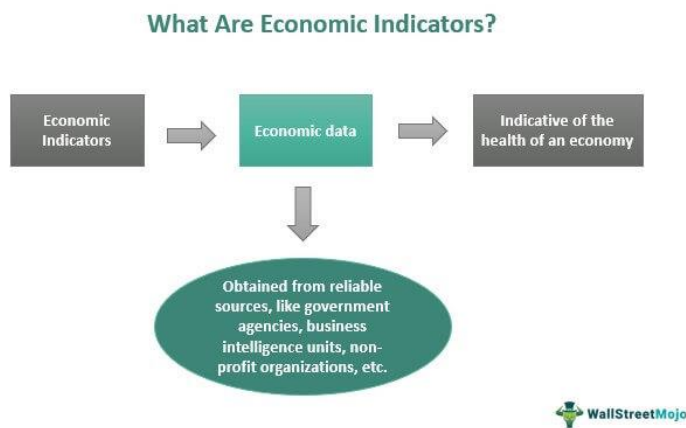 What Are Economic Indicators?
Economic
Indicators
Economic data
Indicative of the
health of an economy
Obtained from reliable
sources, like government
agencies, business
intelligence units, non-
profit organizations, etc.
WallStreetMojo